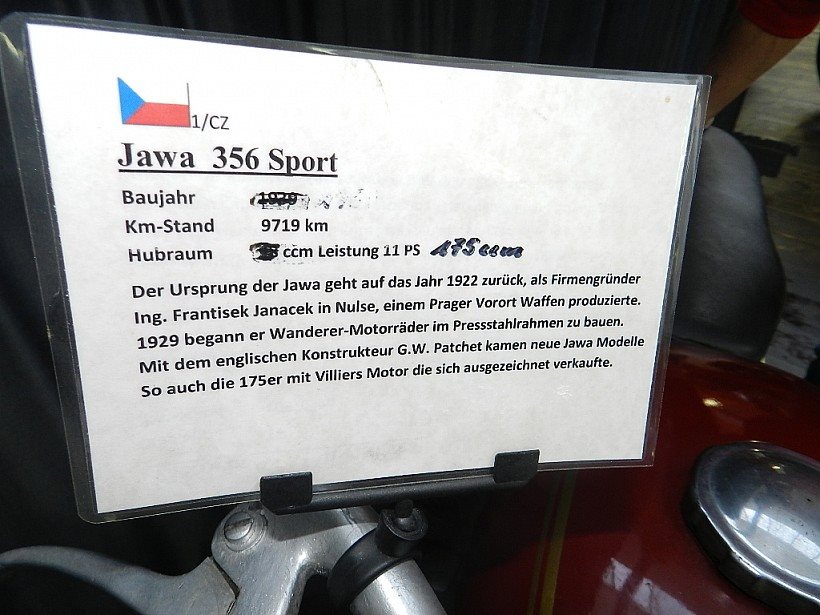 1/CZ
Jawa 356 Sport
Baujahr
Km-Stand 9719 km
Hubraum ccm Leistung 11 PS 175 ccm
Der Ursprung der Jawa geht auf das Jahr 1922 zurück, als Firmengründer
Ing. Frantisek Janacek in Nulse, einem Prager Vorort Waffen produzierte.
1929 begann er Wanderer-Motorräder im Pressstahlrahmen zu bauen.
Mit dem englischen Konstrukteur G.W. Patchet kamen neue Jawa Modelle
So auch die 175er mit Villiers Motor die sich ausgezeichnet verkaufte.